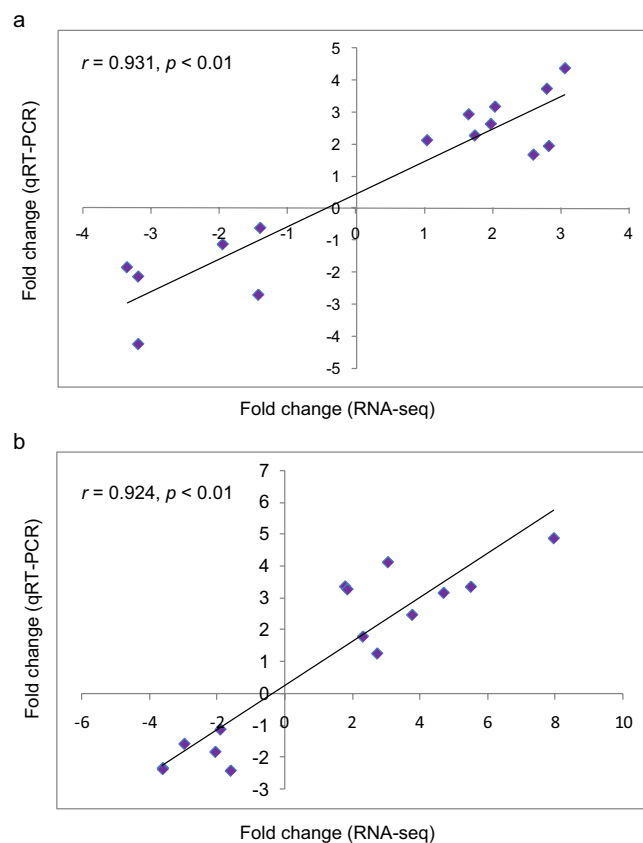 a
r = 0.931, p < 0.01
5
4
3
2
1
0
-1
-2
-3
-4
-5
-4 -3 -2 -1 0 1 2 3 4
Fold change (qRT-PCR)
Fold change (RNA-seq)
b
r = 0.924, p < 0.01
7
6
5
4
3
2
1
0
-1
-2
-3
-6 -4 -2 0 2 4 6 8 10
Fold change (qRT-PCR)
Fold change (RNA-seq)